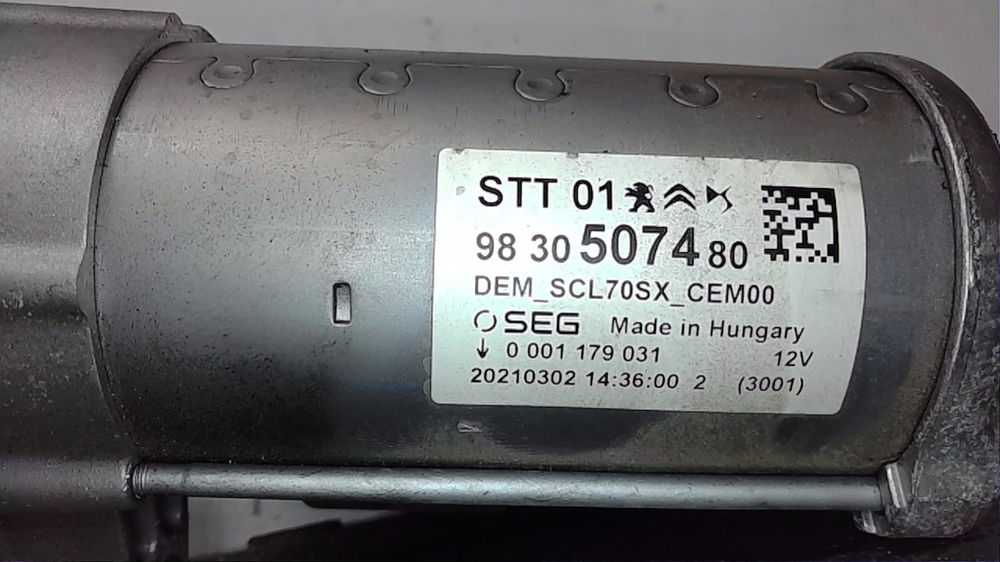 STT 01
98 30 5074 80
DEM_SCL70SX_CEM00
SEG Made in Hungary
0 001 179 031 12V
20210302 14:36:00 2 (3001)